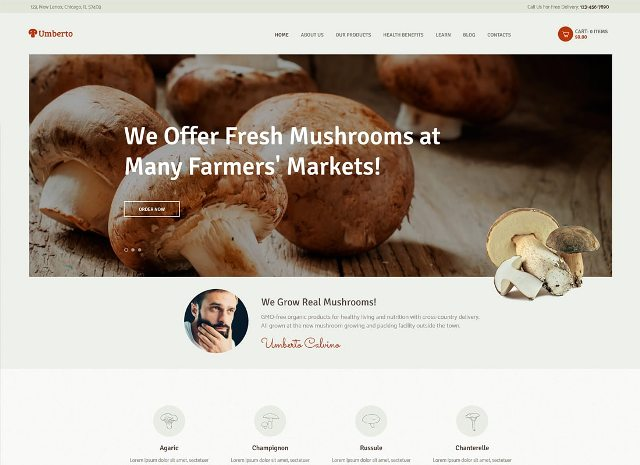 123, New Lenox, Chicago, IL 57409
Call Us For Free Delivery: 123-456-7890
Umberto
HOME ABOUT US OUR PRODUCTS HEALTH BENEFITS LEARN BLOG CONTACTS
CART: 0 ITEMS
$0.00
We Offer Fresh Mushrooms at
Many Farmers' Markets!
ORDER NOW
We Grow Real Mushrooms!
GMO-free organic products for healthy living and nutrition with cross-country delivery.
All grown at the new mushroom growing and packing facility outside the town.
Umberto Calvino
Agaric Champignon Russule Chanterelle
Lorem ipsum dolor sit amet, sectetuer Lorem ipsum dolor sit amet, sectetuer Lorem ipsum dolor sit amet, sectetuer Lorem ipsum dolor sit amet, sectetuer